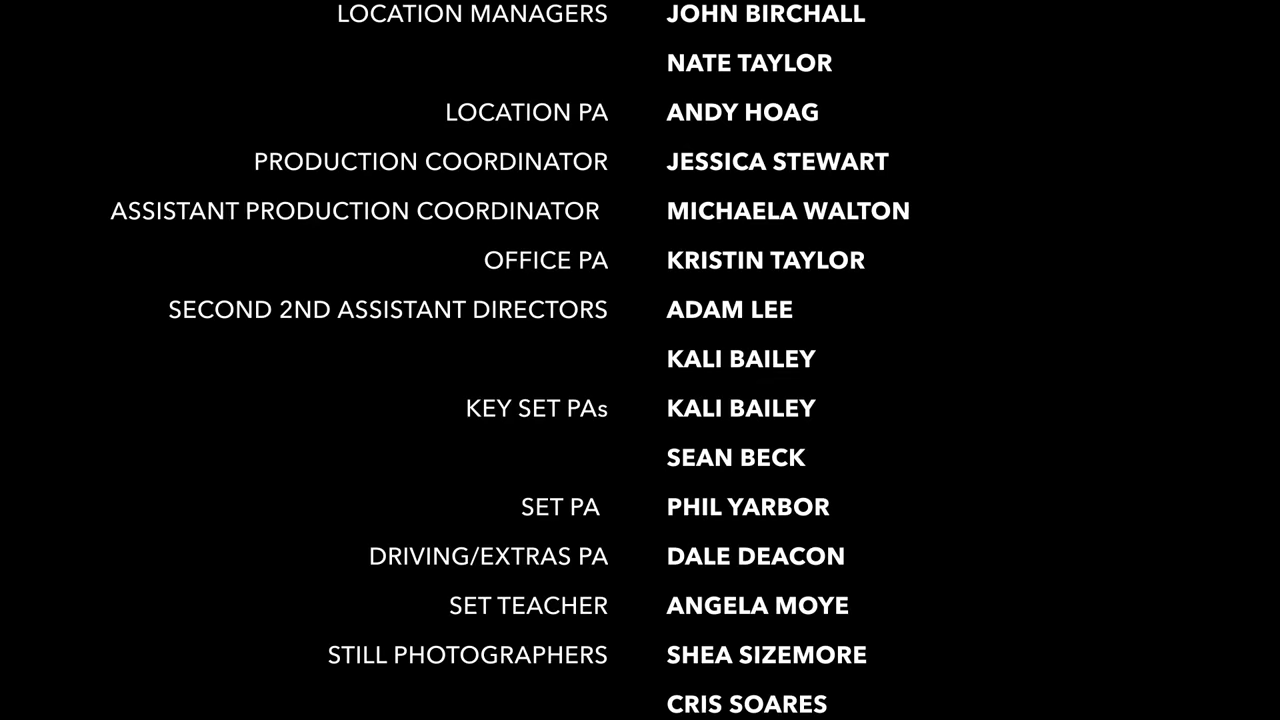 LOCATION MANAGERS JOHN BIRCHALL
NATE TAYLOR
LOCATION PA ANDY HOAG
PRODUCTION COORDINATOR JESSICA STEWART
ASSISTANT PRODUCTION COORDINATOR MICHAELA WALTON
OFFICE PA KRISTIN TAYLOR
SECOND 2ND ASSISTANT DIRECTORS ADAM LEE
KALI BAILEY
KEY SET PAs KALI BAILEY
SEAN BECK
SET PA PHIL YARBOR
DRIVING/EXTRAS PA DALE DEACON
SET TEACHER ANGELA MOYE
STILL PHOTOGRAPHERS SHEA SIZEMORE
CRIS SOARES